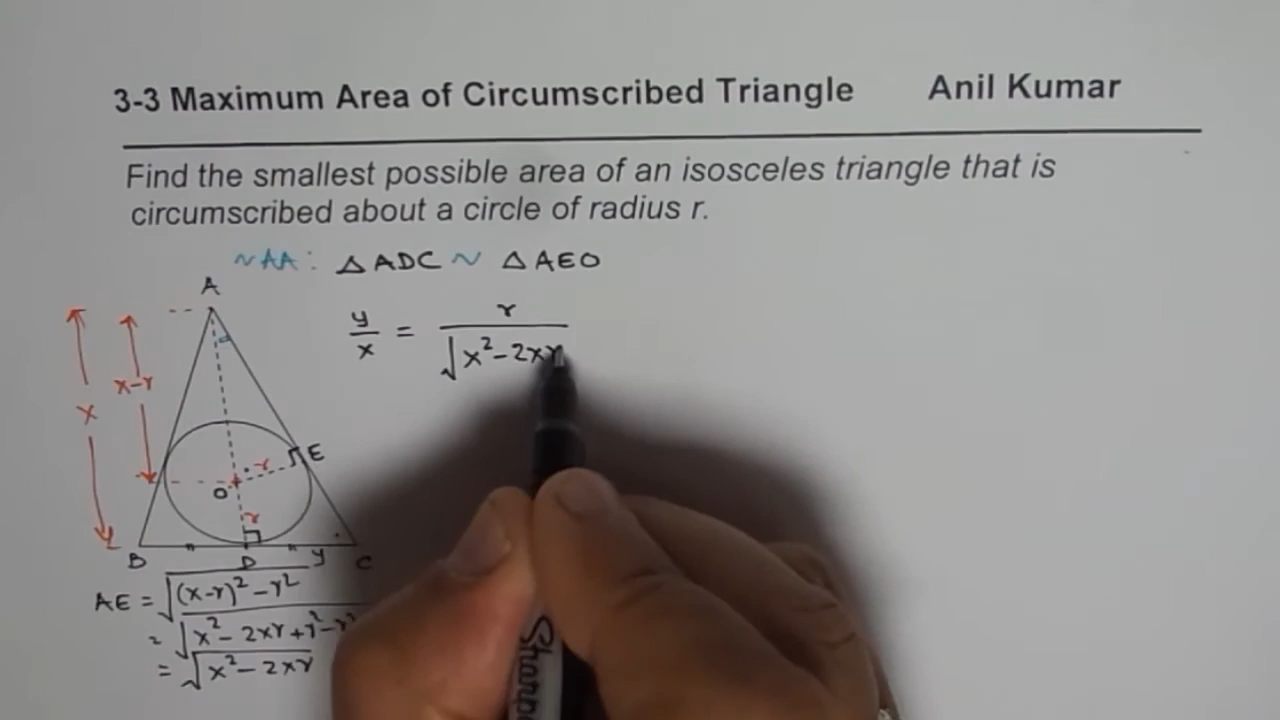 3-3 Maximum Area of Circumscribed Triangle Anil Kumar
Find the smallest possible area of an isosceles triangle that is
circumscribed about a circle of radius r.
~AA: △ADC ~ △AEO
A
y/x = r/√(x²-2xr
x-r
x
E
r
O
r
B D y C
AE = √((x-r)²-r²)
= √(x²-2xr+r²-r²
= √(x²-2xr)
Sharp